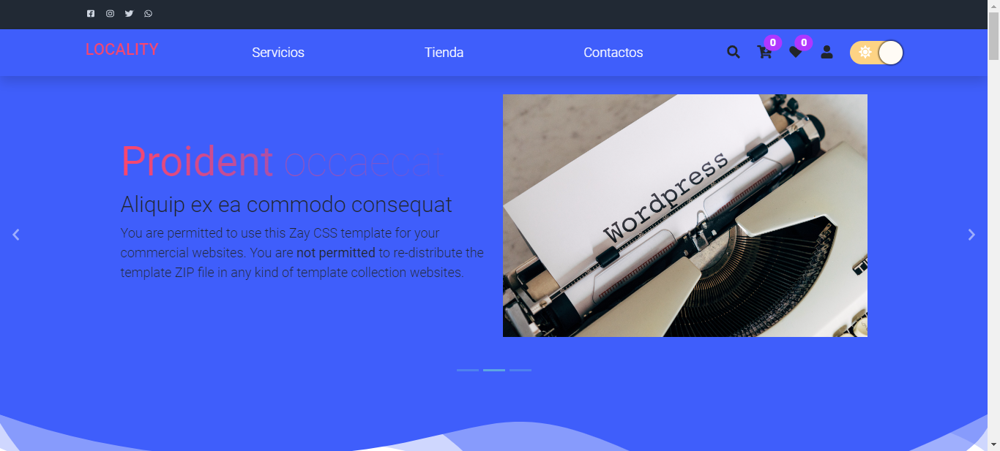 LOCALITY
Servicios
Tienda
Contactos
0
0
Proident occaecat
Aliquip ex ea commodo consequat
You are permitted to use this Zay CSS template for your
commercial websites. You are not permitted to re-distribute the
template ZIP file in any kind of template collection websites.
Wordpress